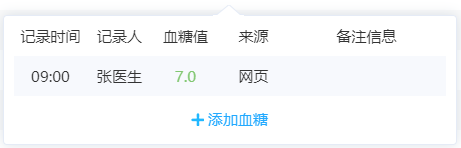 记录时间 记录人 血糖值 来源 备注信息
09:00 张医生 7.0 网页
+ 添加血糖